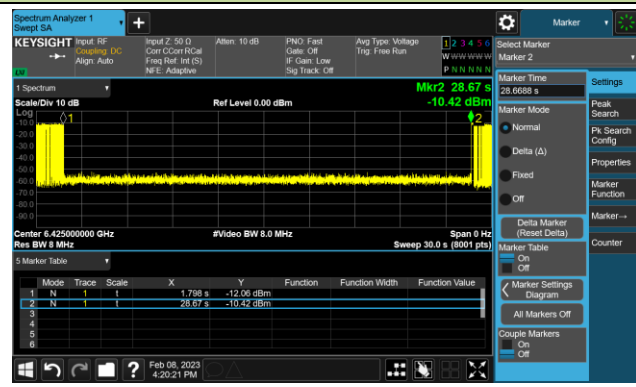 Spectrum Analyzer 1
Swept SA
Marker
KEYSIGHT Input: RF Input Z: 50 Ω Atten: 10 dB PNO: Fast Avg Type: Voltage 1 2 3 4 5 6
Coupling: DC Corr CCorr RCal Gate: Off Trig: Free Run W W W W W W
Align: Auto Freq Ref: Int (S) IF Gain: Low P N N N N N
NFE: Adaptive Sig Track: Off
Select Marker
Marker 2
1 Spectrum
Mkr2 28.67 s
Scale/Div 10 dB Ref Level 0.00 dBm -10.42 dBm
Log
-10.0
-20.0
-30.0
-40.0
-50.0
-60.0
-70.0
-80.0
-90.0
1
2
Center 6.425000000 GHz #Video BW 8.0 MHz Span 0 Hz
Res BW 8 MHz Sweep 30.0 s (8001 pts)
5 Marker Table
Mode Trace Scale X Y Function Function Width Function Value
1 N 1 t 1.798 s -12.06 dBm
2 N 1 t 28.67 s -10.42 dBm
3
4
5
6
Marker Time
28.6688 s
Marker Mode
Normal
Delta (Δ)
Fixed
Off
Delta Marker
(Reset Delta)
Marker Table
On
Off
Marker Settings
Diagram
All Markers Off
Couple Markers
On
Off
Settings
Peak
Search
Pk Search
Config
Properties
Marker
Function
Marker→
Counter
Feb 08, 2023
4:20:21 PM